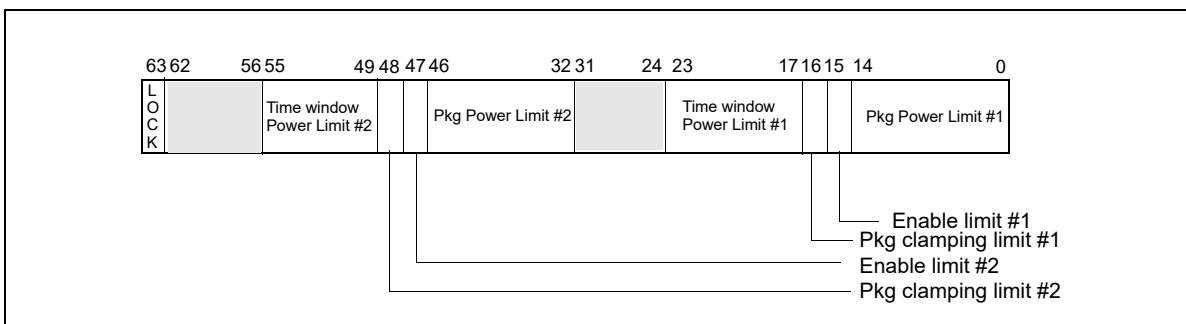 63 62 56 55 49 48 47 46 32 31 24 23 17 16 15 14 0
LOCK
Time window
Power Limit #2
Pkg Power Limit #2
Time window
Power Limit #1
Pkg Power Limit #1
Enable limit #1
Pkg clamping limit #1
Enable limit #2
Pkg clamping limit #2